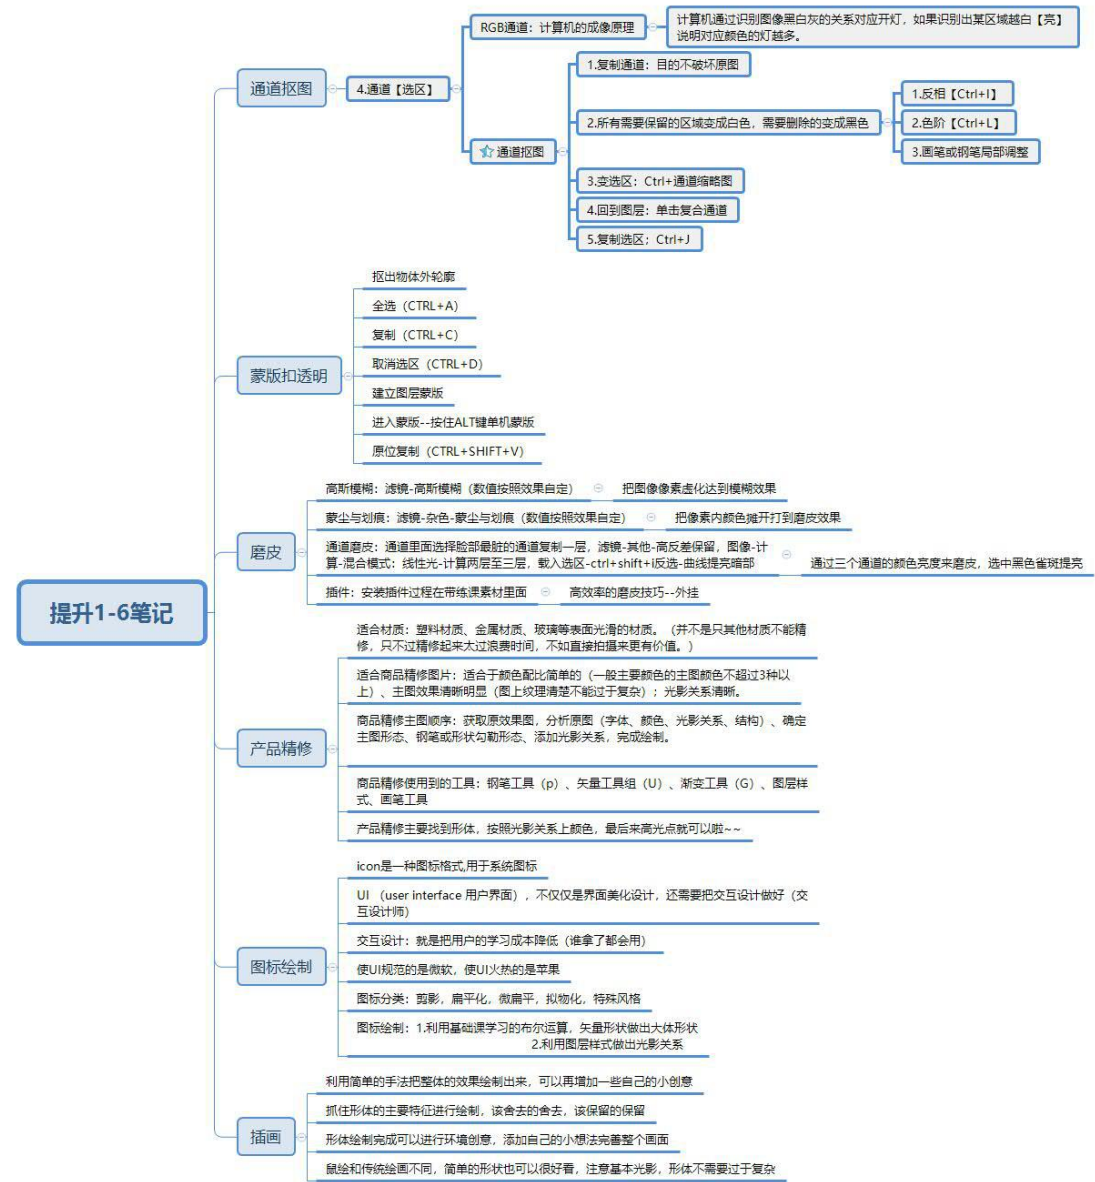 提升1-6笔记
通道抠图
4.通道【选区】
RGB通道：计算机的成像原理
计算机通过识别图像黑白灰的关系对应开灯，如果识别出某区域越白【亮】
说明对应颜色的灯越多。
通道抠图
1.复制通道：目的不破坏原图
2.所有需要保留的区域变成白色，需要删除的变成黑色
1.反相【Ctrl+I】
2.色阶【Ctrl+L】
3.画笔或钢笔局部调整
3.变选区：Ctrl+通道缩略图
4.回到图层：单击复合通道
5.复制选区；Ctrl+J
蒙版扣透明
抠出物体外轮廓
全选（CTRL+A）
复制（CTRL+C）
取消选区（CTRL+D）
建立图层蒙版
进入蒙版--按住ALT键单机蒙版
原位复制（CTRL+SHIFT+V）
磨皮
高斯模糊：滤镜-高斯模糊（数值按照效果自定）
把图像像素虚化达到模糊效果
蒙尘与划痕：滤镜-杂色-蒙尘与划痕（数值按照效果自定）
把像素内颜色摊开打到磨皮效果
通道磨皮：通道里面选择脸部最脏的通道复制一层，滤镜-其他-高反差保留，图像-计
算-混合模式：线性光-计算两层至三层，载入选区-ctrl+shift+i反选-曲线提亮暗部
通过三个通道的颜色亮度来磨皮，选中黑色雀斑提亮
插件：安装插件过程在带练课素材里面
高效率的磨皮技巧--外挂
产品精修
适合材质：塑料材质、金属材质、玻璃等表面光滑的材质。（并不是只其他材质不能精
修，只不过精修起来太过浪费时间，不如直接拍摄来更有价值。）
适合商品精修图片：适合于颜色配比简单的（一般主要颜色的主图颜色不超过3种以
上）、主图效果清晰明显（图上纹理清楚不能过于复杂）；光影关系清晰。
商品精修主图顺序：获取原效果图，分析原图（字体、颜色、光影关系、结构）、确定
主图形态、钢笔或形状勾勒形态、添加光影关系，完成绘制。
商品精修使用到的工具：钢笔工具（p）、矢量工具组（U）、渐变工具（G）、图层样
式、画笔工具
产品精修主要找到形体，按照光影关系上颜色，最后来高光点就可以啦~~
图标绘制
icon是一种图标格式,用于系统图标
UI （user interface 用户界面），不仅仅是界面美化设计，还需要把交互设计做好（交
互设计师）
交互设计：就是把用户的学习成本降低（谁拿了都会用）
使UI规范的是微软，使UI火热的是苹果
图标分类：剪影，扁平化，微扁平，拟物化，特殊风格
图标绘制：1.利用基础课学习的布尔运算，矢量形状做出大体形状
2.利用图层样式做出光影关系
插画
利用简单的手法把整体的效果绘制出来，可以再增加一些自己的小创意
抓住形体的主要特征进行绘制，该舍去的舍去，该保留的保留
形体绘制完成可以进行环境创意，添加自己的小想法完善整个画面
鼠绘和传统绘画不同，简单的形状也可以很好看，注意基本光影，形体不需要过于复杂